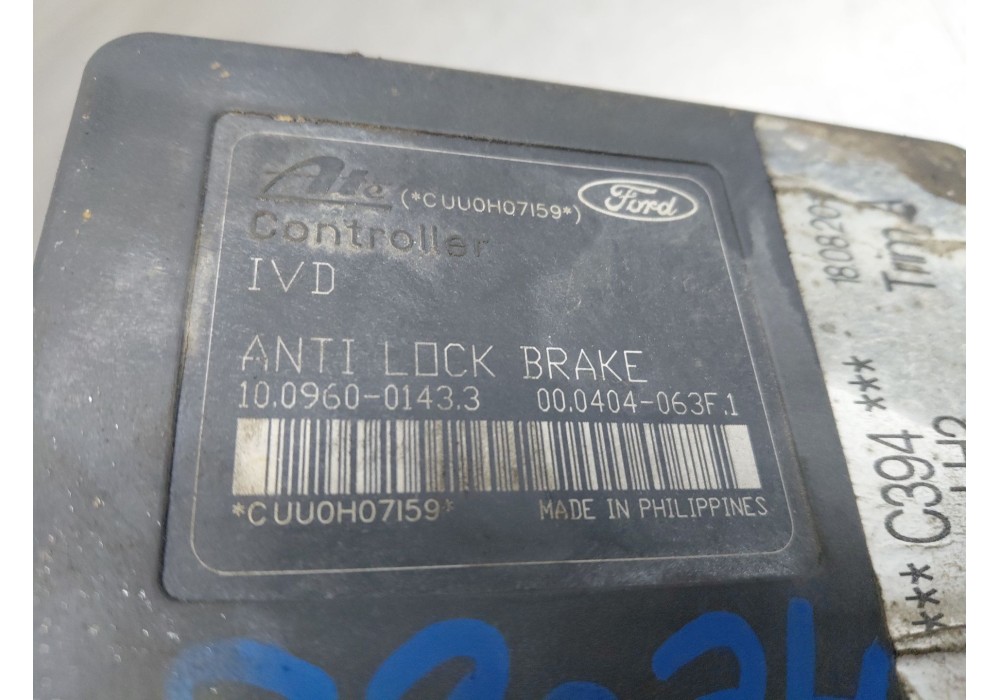 Ate (*CUU0H07159*) Ford
Controller
IVD
ANTI LOCK BRAKE
10.0960-0143.3 00.0404-063F.1
*CUU0H07159*
MADE IN PHILIPPINES
Trim A
*** C394 ***